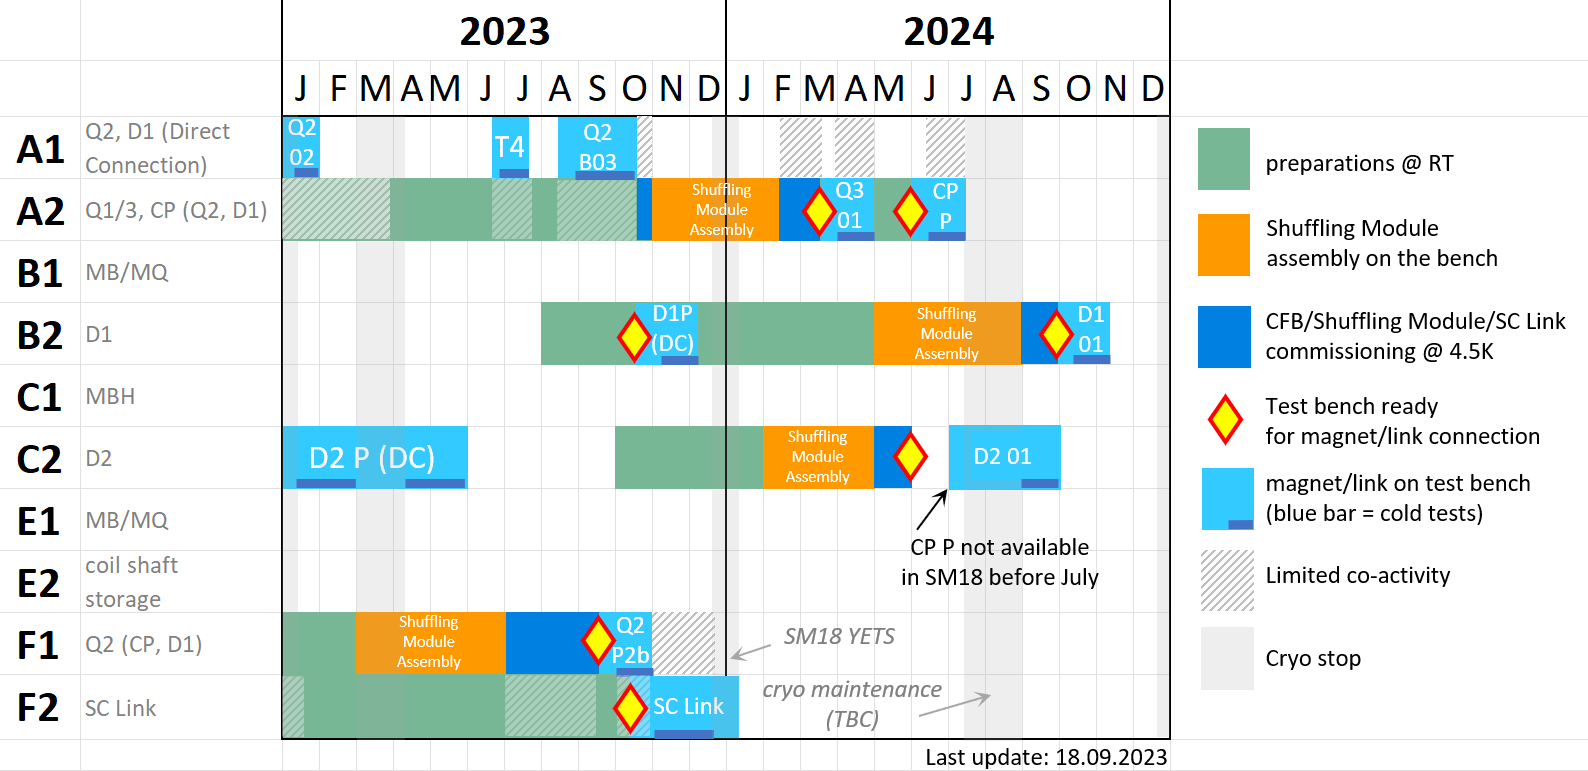 2023 2024
J F M A M J J A S O N D J F M A M J J A S O N D
A1 Q2, D1 (Direct
Connection)
Q2
02
T4
Q2
B03
A2 Q1/3, CP (Q2, D1)
Shuffling
Module
Assembly
Q3
01
CP
P
B1 MB/MQ
B2 D1
D1P
(DC)
Shuffling
Module
Assembly
D1
01
C1 MBH
C2 D2
D2 P (DC)
Shuffling
Module
Assembly
D2 01
E1 MB/MQ
CP P not available
in SM18 before July
E2 coil shaft
storage
F1 Q2 (CP, D1)
Shuffling
Module
Assembly
Q2
P2b
SM18 YETS
F2 SC Link
SC Link
cryo maintenance
(TBC)
Last update: 18.09.2023
preparations @ RT
Shuffling Module
assembly on the bench
CFB/Shuffling Module/SC Link
commissioning @ 4.5K
Test bench ready
for magnet/link connection
magnet/link on test bench
(blue bar = cold tests)
Limited co-activity
Cryo stop